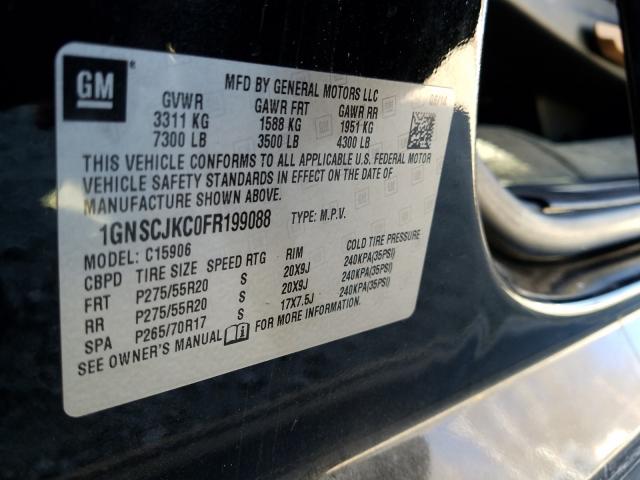 GM ®
MFD BY GENERAL MOTORS LLC
GVWR GAWR FRT GAWR RR
3311 KG 1588 KG 1951 KG
7300 LB 3500 LB 4300 LB
THIS VEHICLE CONFORMS TO ALL APPLICABLE U.S. FEDERAL MOTOR
VEHICLE SAFETY STANDARDS IN EFFECT ON THE DATE OF
MANUFACTURE SHOWN ABOVE.
1GNSCJKC0FR199088 TYPE: M.P.V.
MODEL: C15906
CBPD TIRE SIZE SPEED RTG RIM COLD TIRE PRESSURE
FRT P275/55R20 S 20X9J 240KPA(35PSI)
RR P275/55R20 S 20X9J 240KPA(35PSI)
SPA P265/70R17 S 17X7.5J 240KPA(35PSI)
SEE OWNER'S MANUAL FOR MORE INFORMATION.